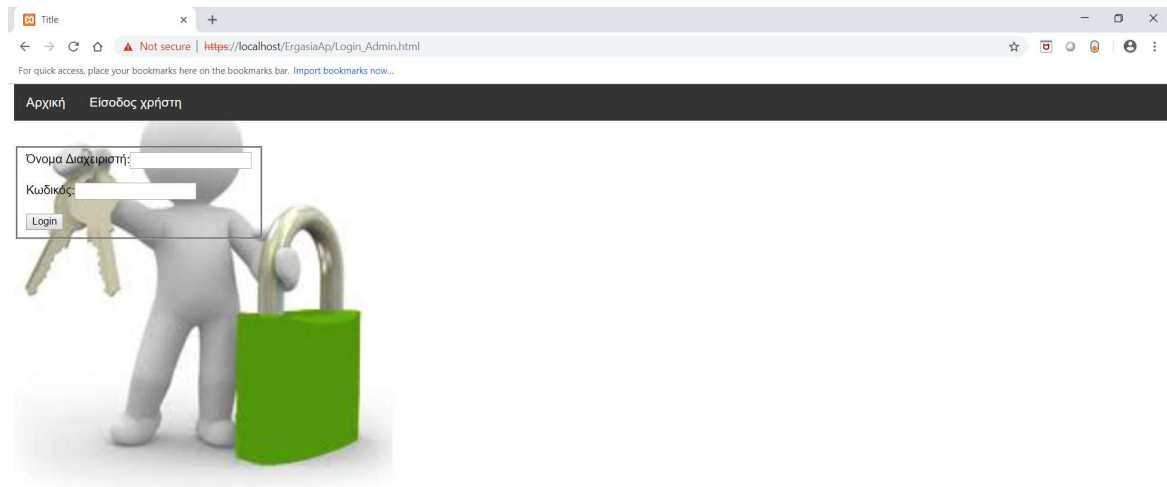 Title
Not secure | https://localhost/ErgasiaAp/Login_Admin.html
For quick access, place your bookmarks here on the bookmarks bar. Import bookmarks now...
Αρχική Είσοδος χρήστη
Όνομα Διαχειριστή:
Κωδικός:
Login